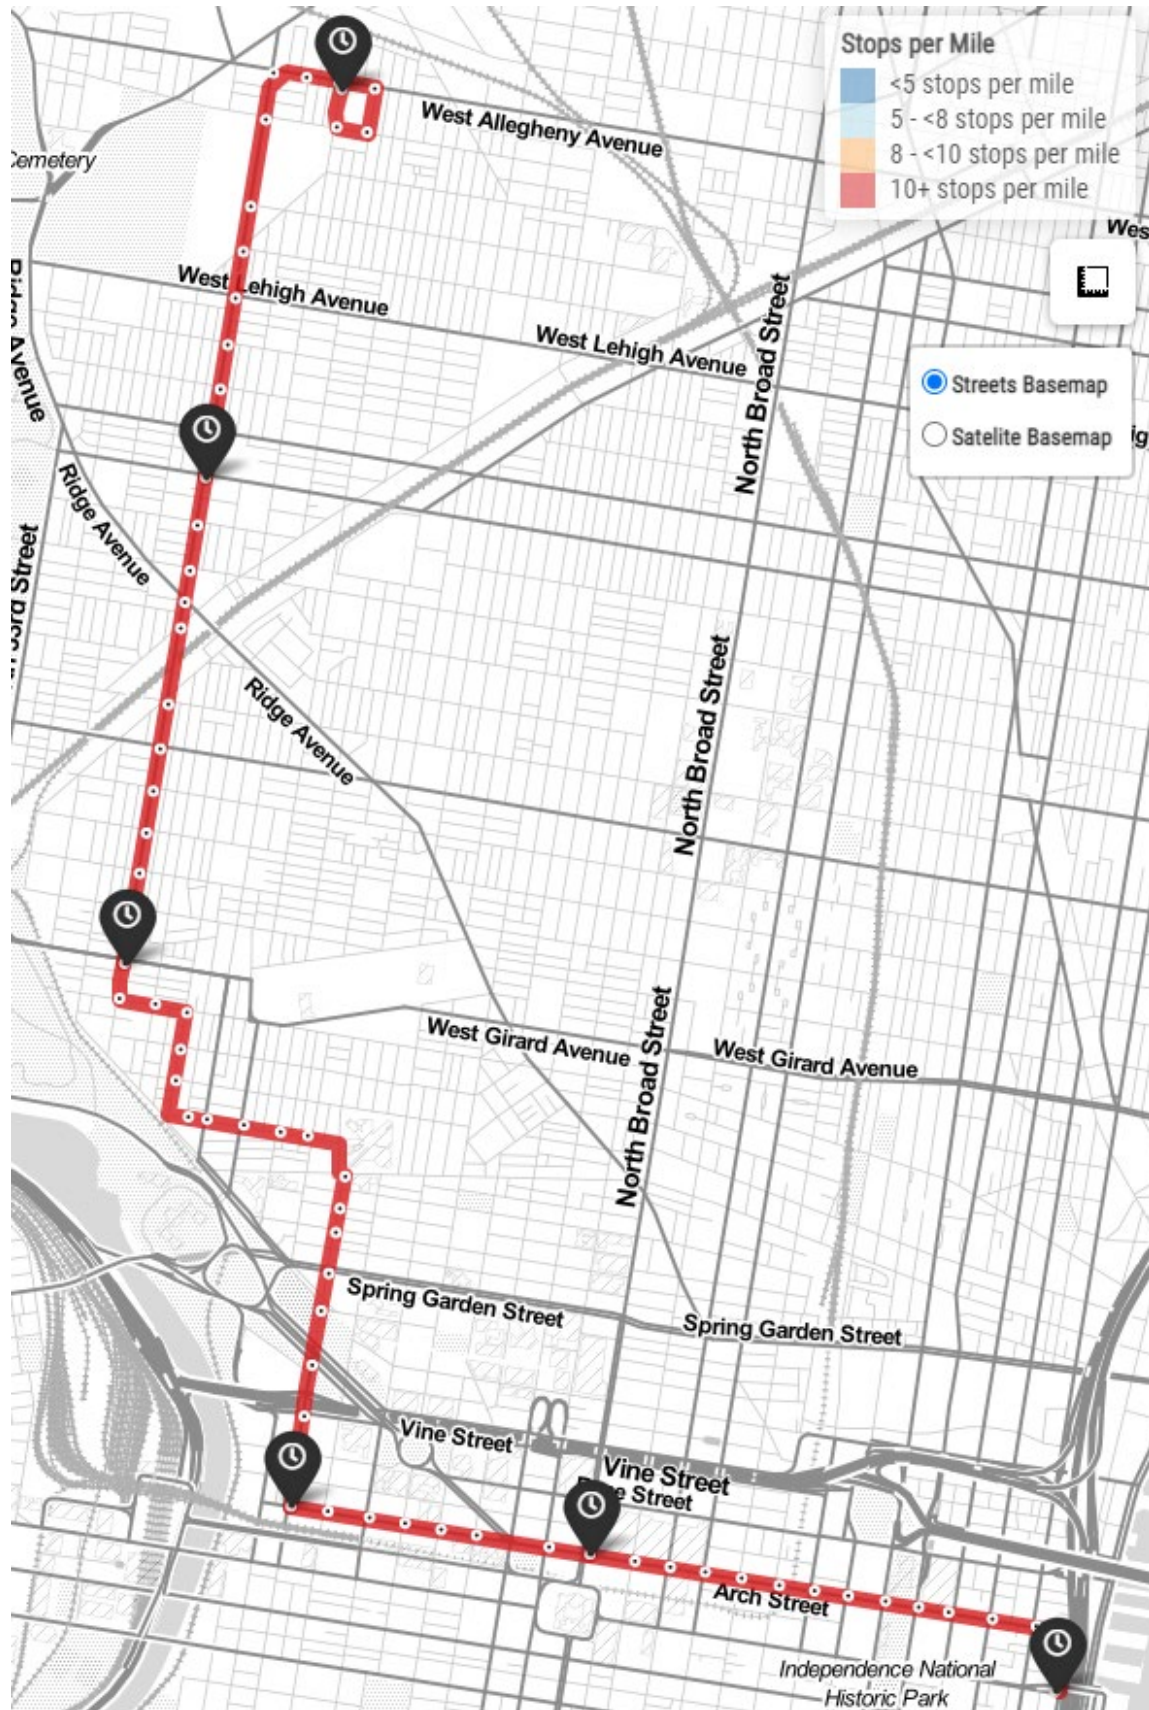 Stops per Mile
<5 stops per mile
5 - <8 stops per mile
8 - <10 stops per mile
10+ stops per mile
West Allegheny Avenue
Cemetery
West Lehigh Avenue
West Lehigh Avenue
North Broad Street
Streets Basemap
Satelite Basemap
Avenue
Ridge Avenue
33rd Street
North Broad Street
Ridge Avenue
North Broad Street
West Girard Avenue
West Girard Avenue
Spring Garden Street
Spring Garden Street
Vine Street
Vine Street
Street
Arch Street
Independence National
Historic Park